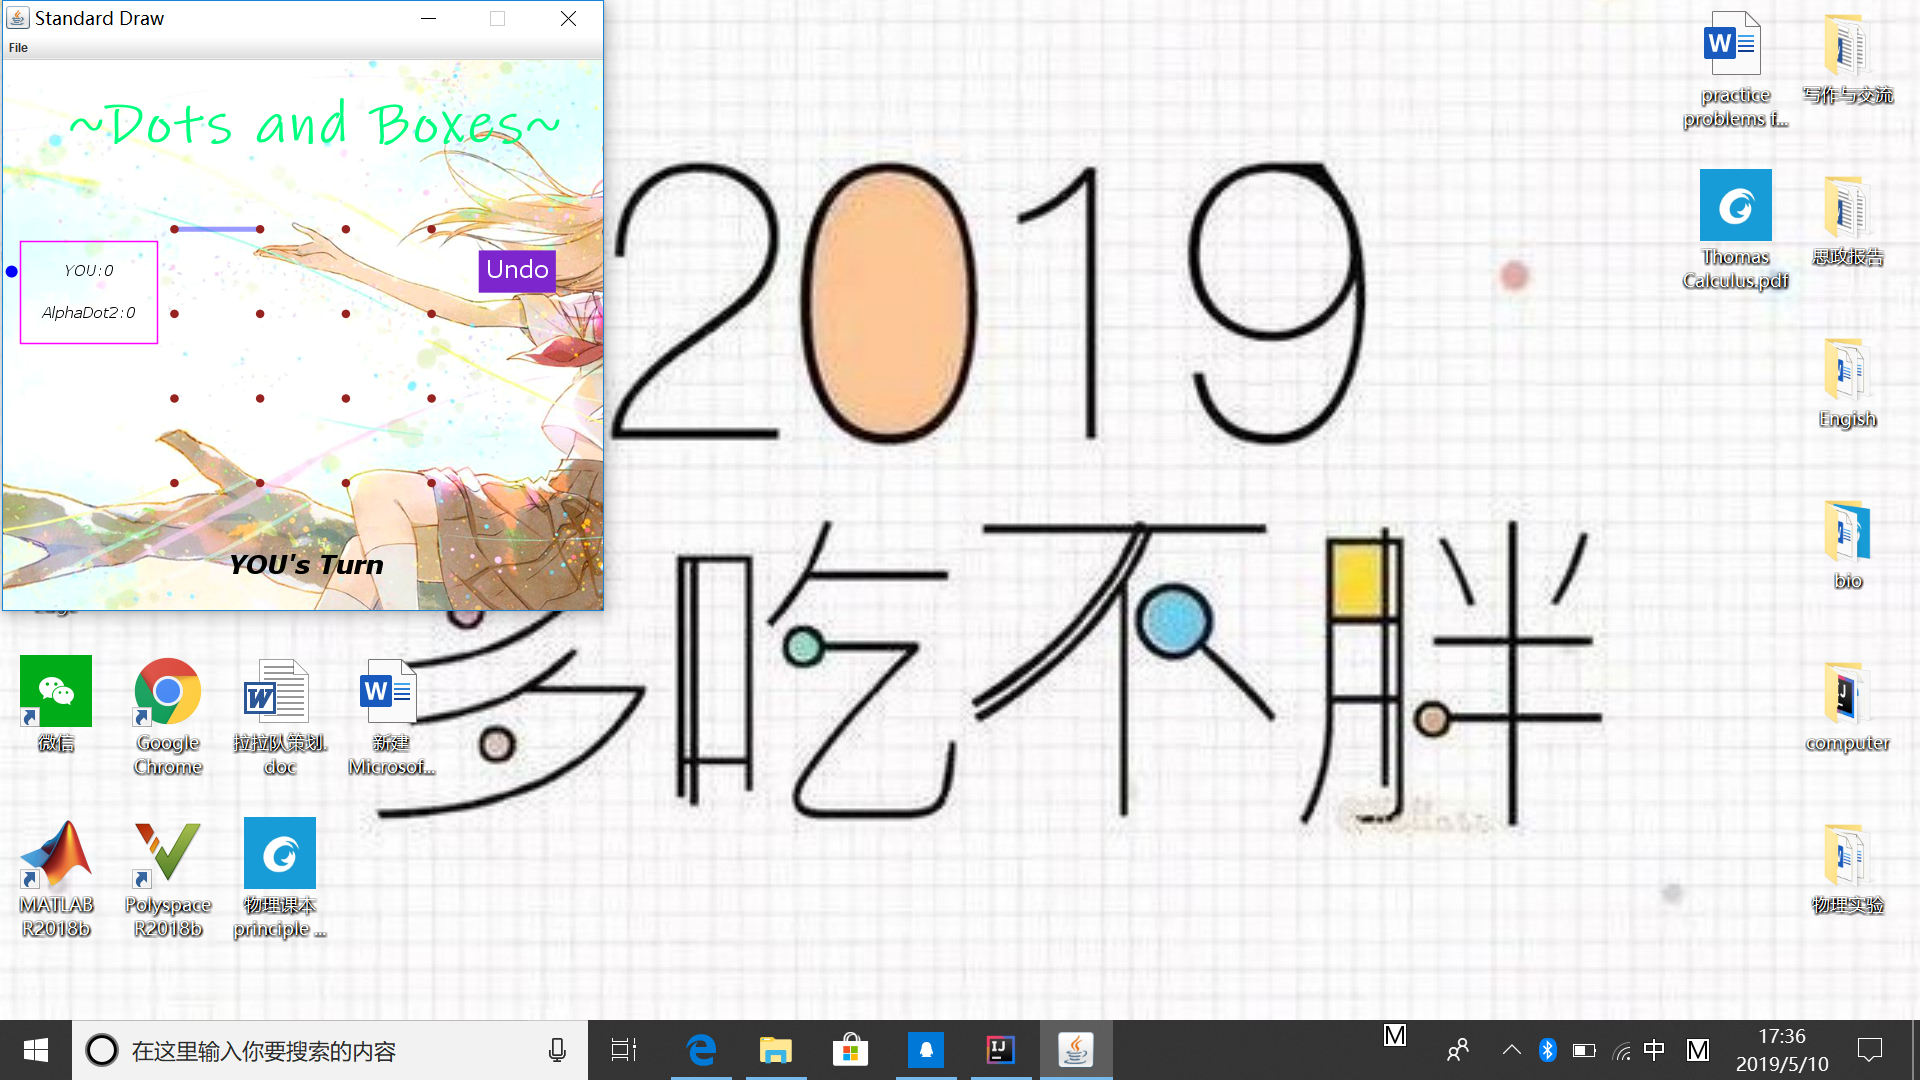 Standard Draw
File
~Dots and Boxes~
YOU:0
AlphaDot2:0
Undo
YOU's Turn
2019
多吃不胖
practice
problems f...
写作与交流
Thomas
Calculus.pdf
思政报告
Engish
bio
computer
物理实验
微信
Google
Chrome
拉拉队策划.
doc
新建
Microsof...
MATLAB
R2018b
Polyspace
R2018b
物理课本
principle ...
在这里输入你要搜索的内容
M
中
M
17:36
2019/5/10